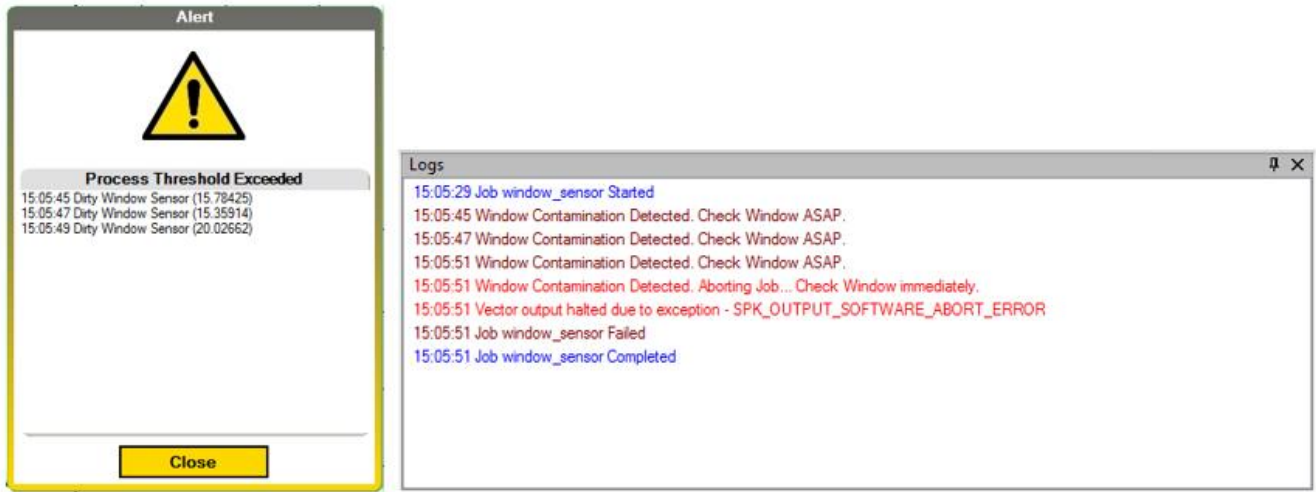 Alert
Process Threshold Exceeded
15:05:45 Dirty Window Sensor (15.78425)
15:05:47 Dirty Window Sensor (15.35914)
15:05:49 Dirty Window Sensor (20.02662)
Close
Logs
15:05:29 Job window_sensor Started
15:05:45 Window Contamination Detected. Check Window ASAP.
15:05:47 Window Contamination Detected. Check Window ASAP.
15:05:51 Window Contamination Detected. Check Window ASAP.
15:05:51 Window Contamination Detected. Aborting Job... Check Window immediately.
15:05:51 Vector output halted due to exception - SPK_OUTPUT_SOFTWARE_ABORT_ERROR
15:05:51 Job window_sensor Failed
15:05:51 Job window_sensor Completed